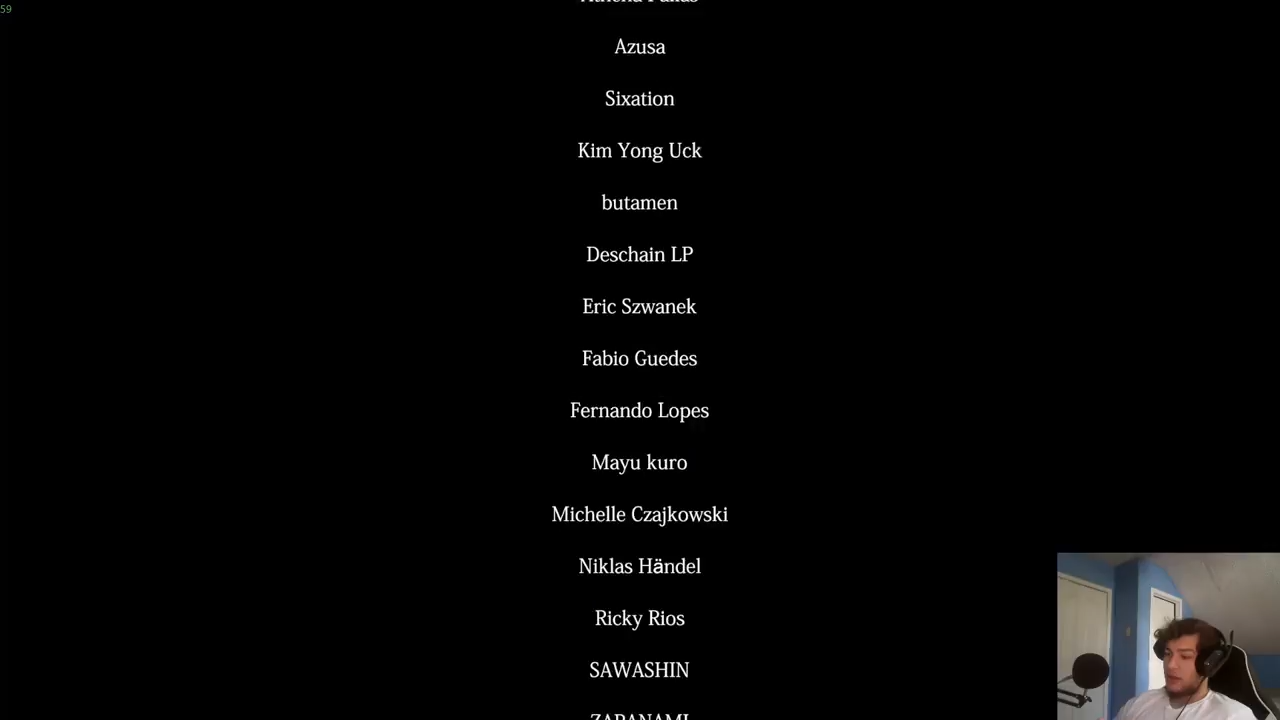 59
Azusa
Sixation
Kim Yong Uck
butamen
Deschain LP
Eric Szwanek
Fabio Guedes
Fernando Lopes
Mayu kuro
Michelle Czajkowski
Niklas Händel
Ricky Rios
SAWASHIN